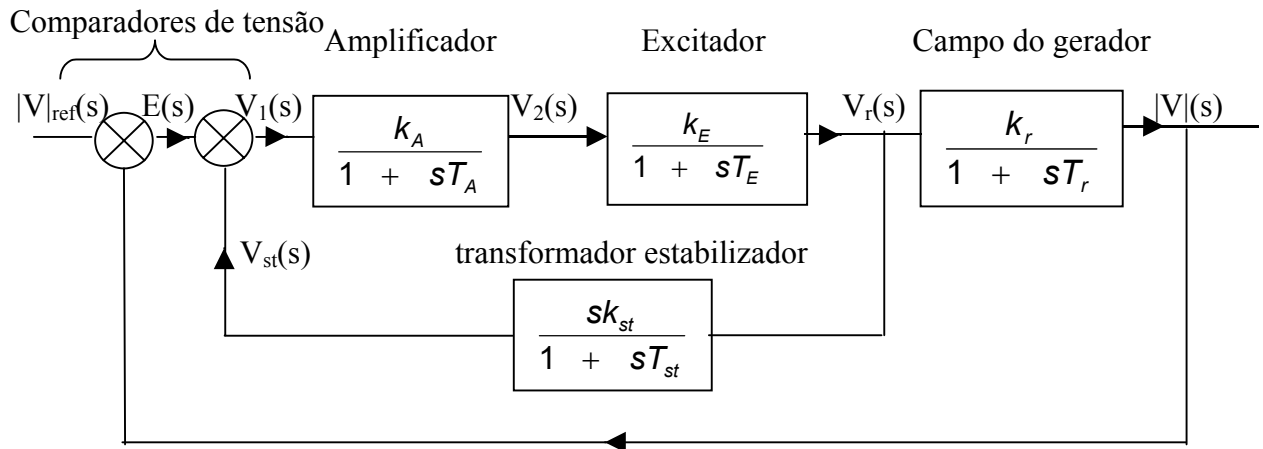 Comparadores de tensão
Amplificador
Excitador
Campo do gerador
|V|ref(s)
E(s)
V1(s)
kA
1 + sTA
V2(s)
kE
1 + sTE
Vr(s)
kr
1 + sTr
|V|(s)
Vst(s)
transformador estabilizador
skst
1 + sTst